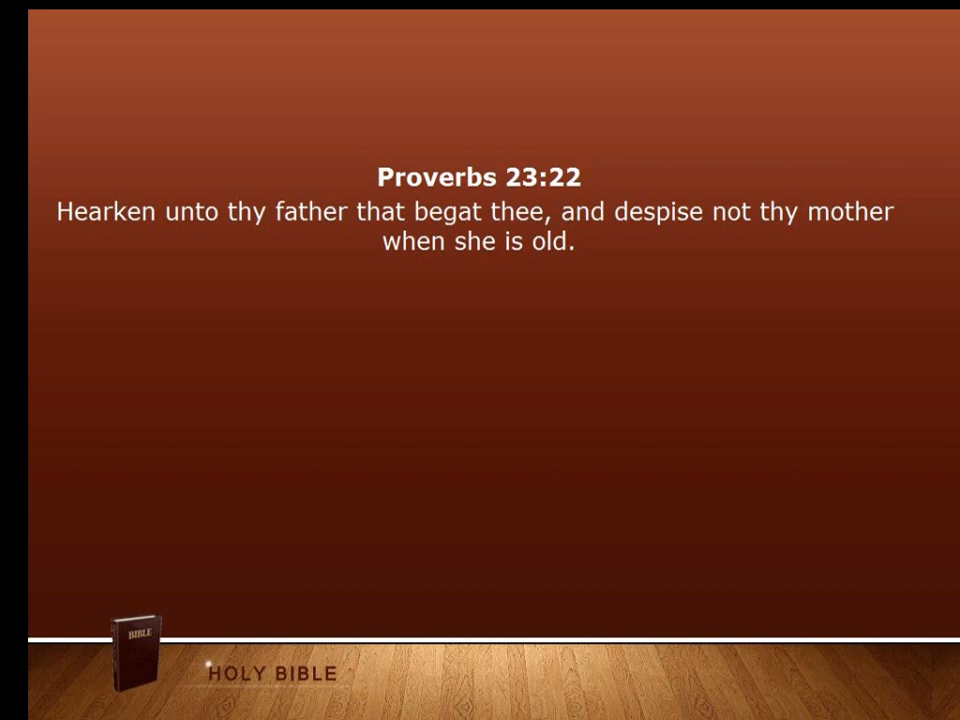 Proverbs 23:22
Hearken unto thy father that begat thee, and despise not thy mother
when she is old.
BIBLE
HOLY BIBLE